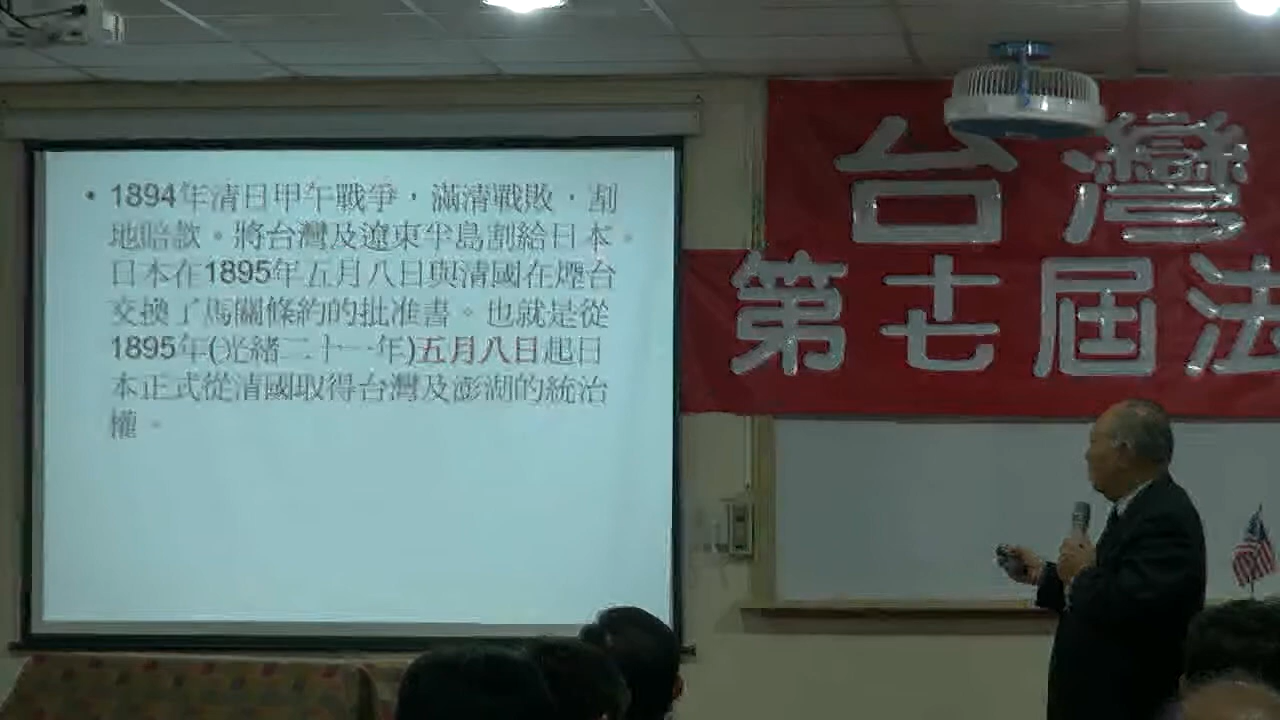 • 1894年清日甲午戰爭，滿清戰敗，割
地賠款。將台灣及遼東半島割給日本。
日本在1895年五月八日與清國在煙台
交換了馬關條約的批准書。也就是從
1895年(光緒二十一年)五月八日起日
本正式從清國取得台灣及澎湖的統治
權。
台灣
第七屆法